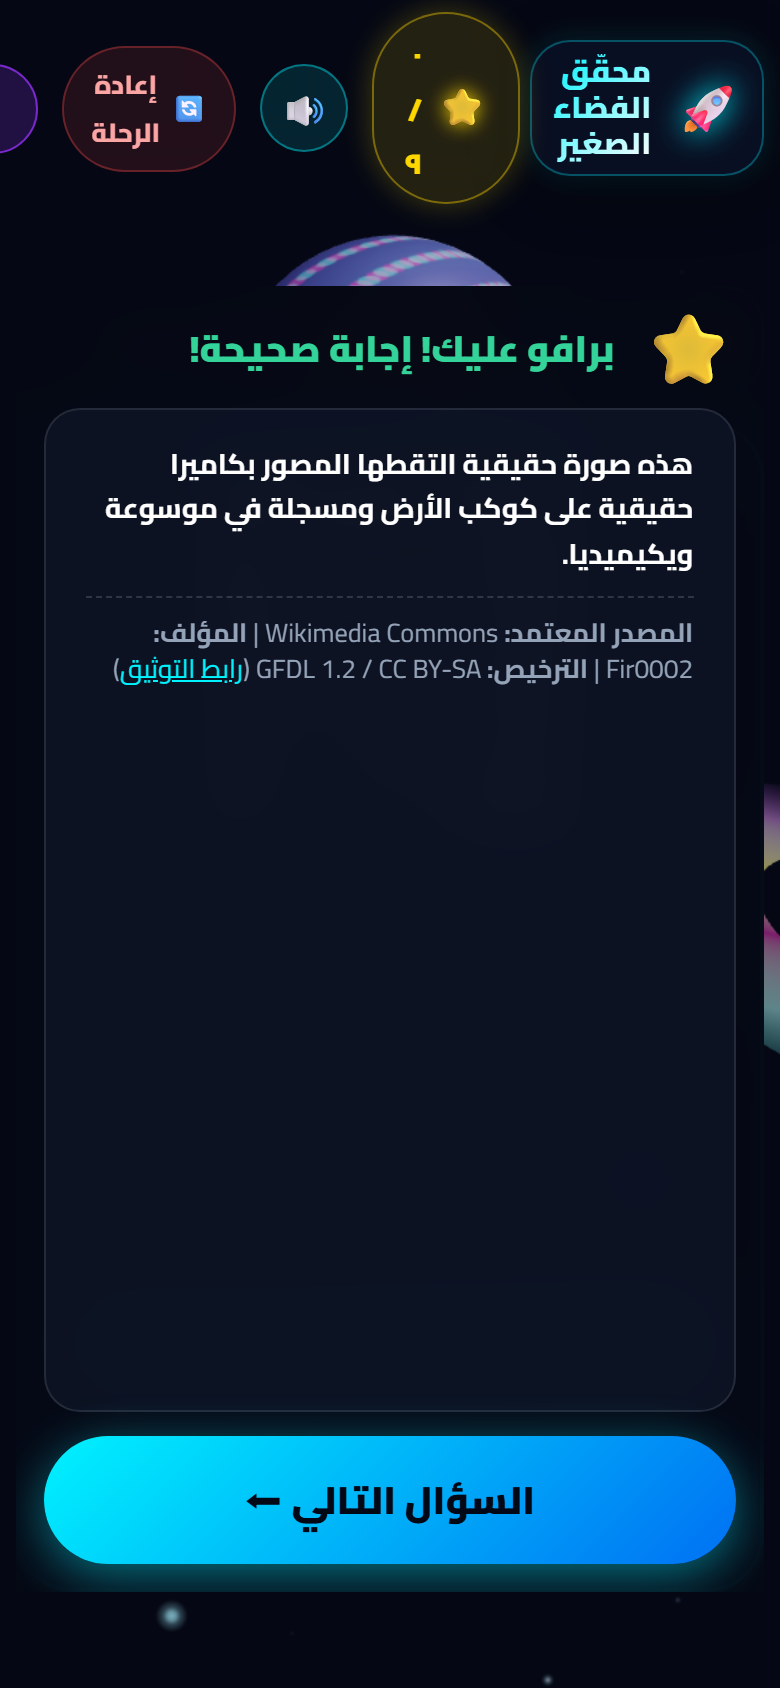 محقّق
الفضاء
الصغير
٠
/
٩
إعادة
الرحلة
برافو عليك! إجابة صحيحة!
هذه صورة حقيقية التقطها المصور بكاميرا
حقيقية على كوكب الأرض ومسجلة في موسوعة
ويكيميديا.
المصدر المعتمد: Wikimedia Commons | المؤلف:
Fir0002 | الترخيص: GFDL 1.2 / CC BY-SA (رابط التوثيق)
السؤال التالي ←